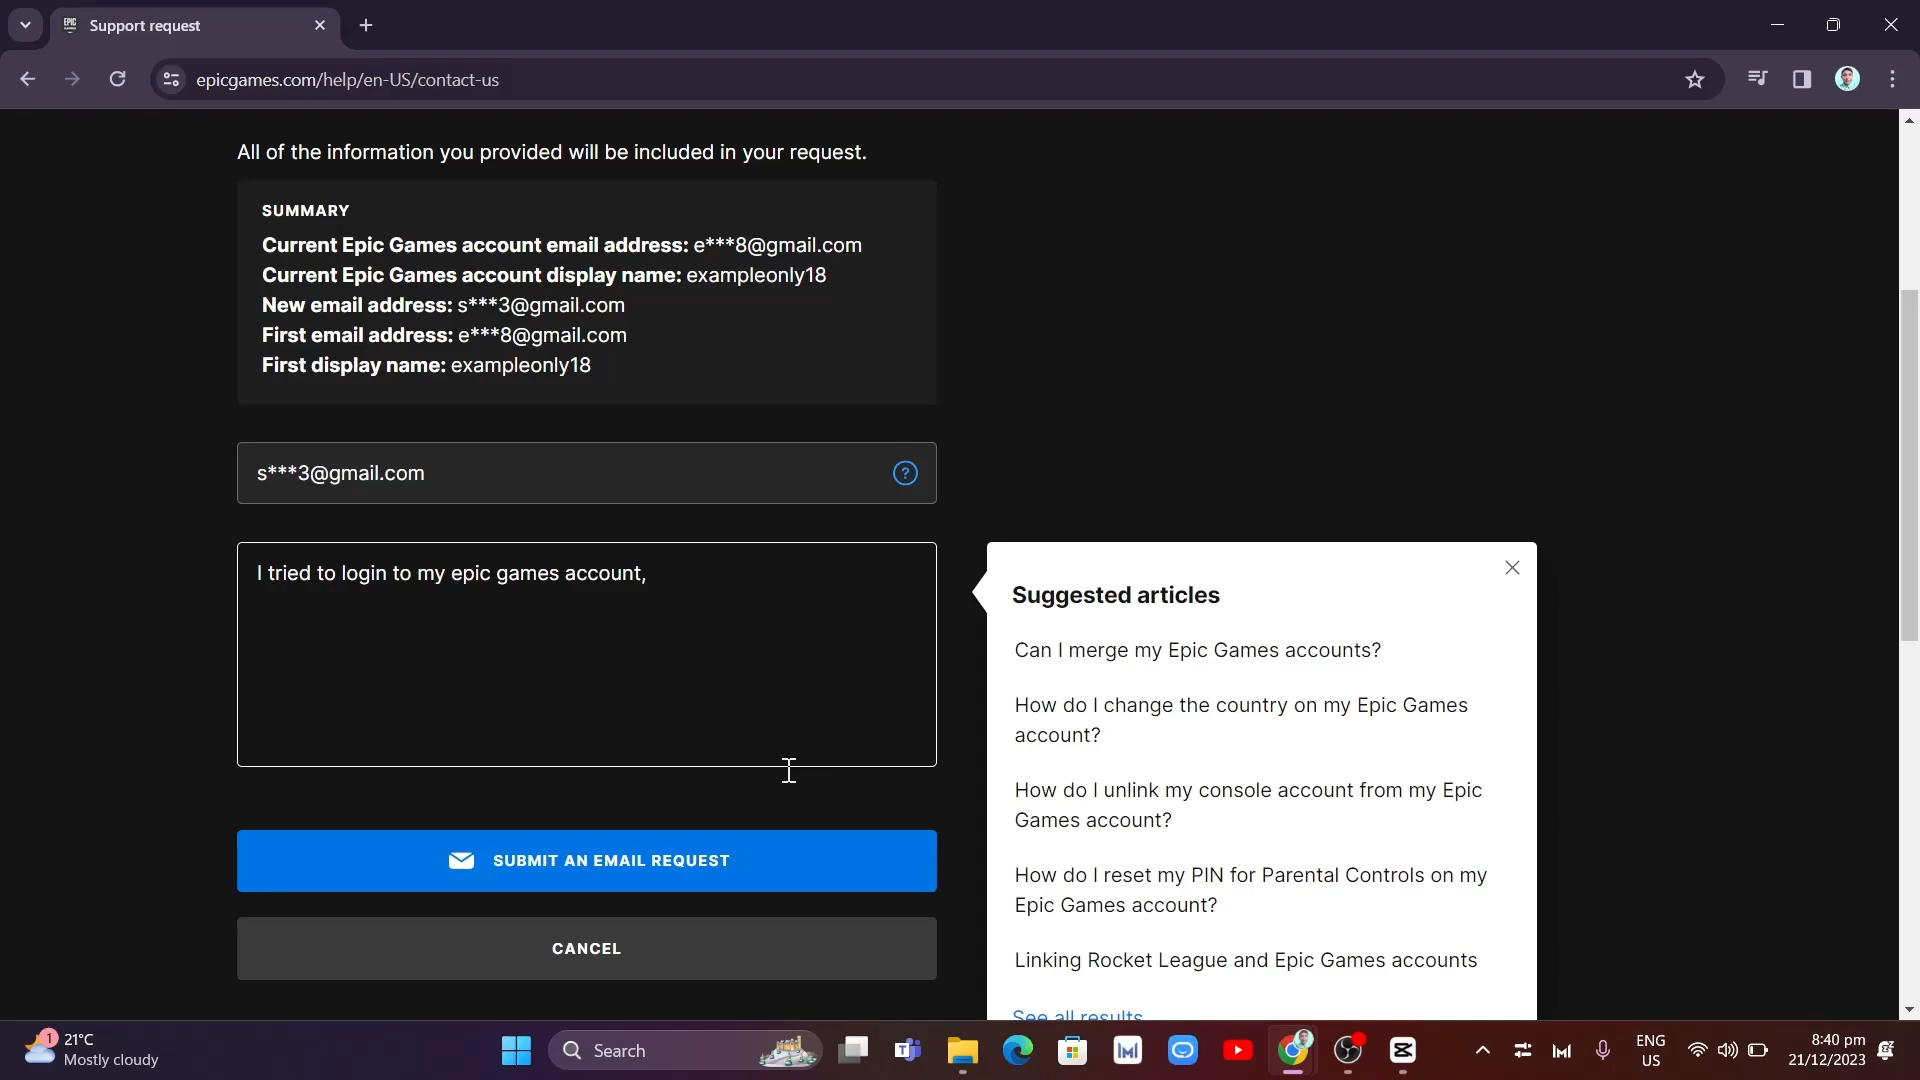 Support request
epicgames.com/help/en-US/contact-us
All of the information you provided will be included in your request.
SUMMARY
Current Epic Games account email address: e***8@gmail.com
Current Epic Games account display name: exampleonly18
New email address: s***3@gmail.com
First email address: e***8@gmail.com
First display name: exampleonly18
s***3@gmail.com
?
I tried to login to my epic games account,
SUBMIT AN EMAIL REQUEST
CANCEL
Suggested articles
Can I merge my Epic Games accounts?
How do I change the country on my Epic Games
account?
How do I unlink my console account from my Epic
Games account?
How do I reset my PIN for Parental Controls on my
Epic Games account?
Linking Rocket League and Epic Games accounts
See all results
1
21°C
Mostly cloudy
Search
ENG
US
8:40 pm
21/12/2023